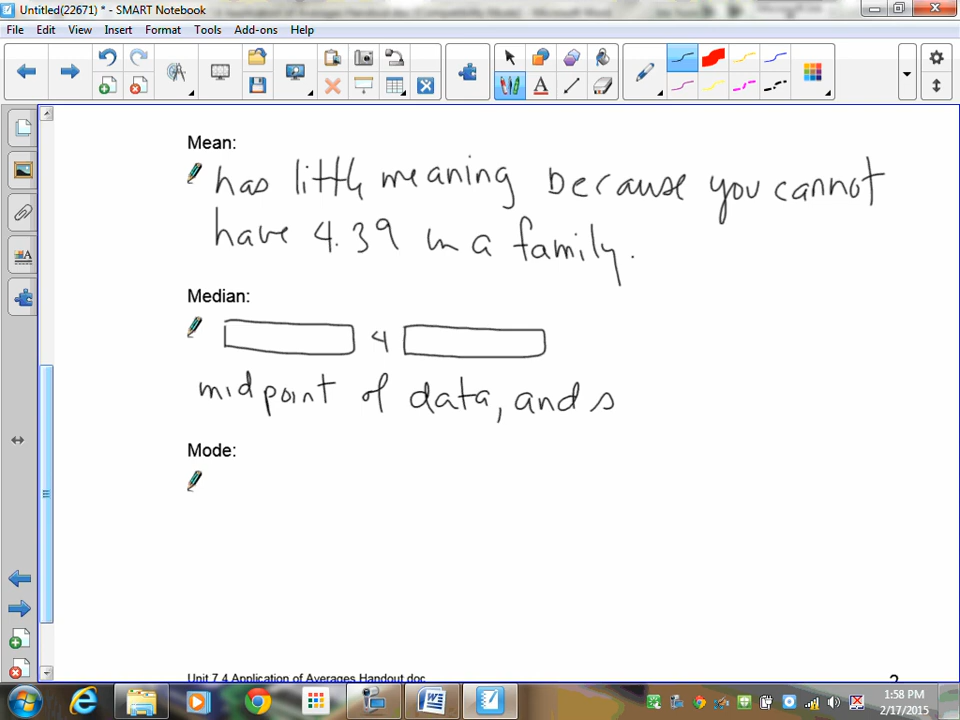 Untitled(22671) * - SMART Notebook
File Edit View Insert Format Tools Add-ons Help
Mean:
has little meaning because you cannot
have 4.39 in a family.
Median:
4
midpoint of data, and s
Mode:
Unit 7.4 Application of Averages Handout.doc 2
1:58 PM
2/17/2015